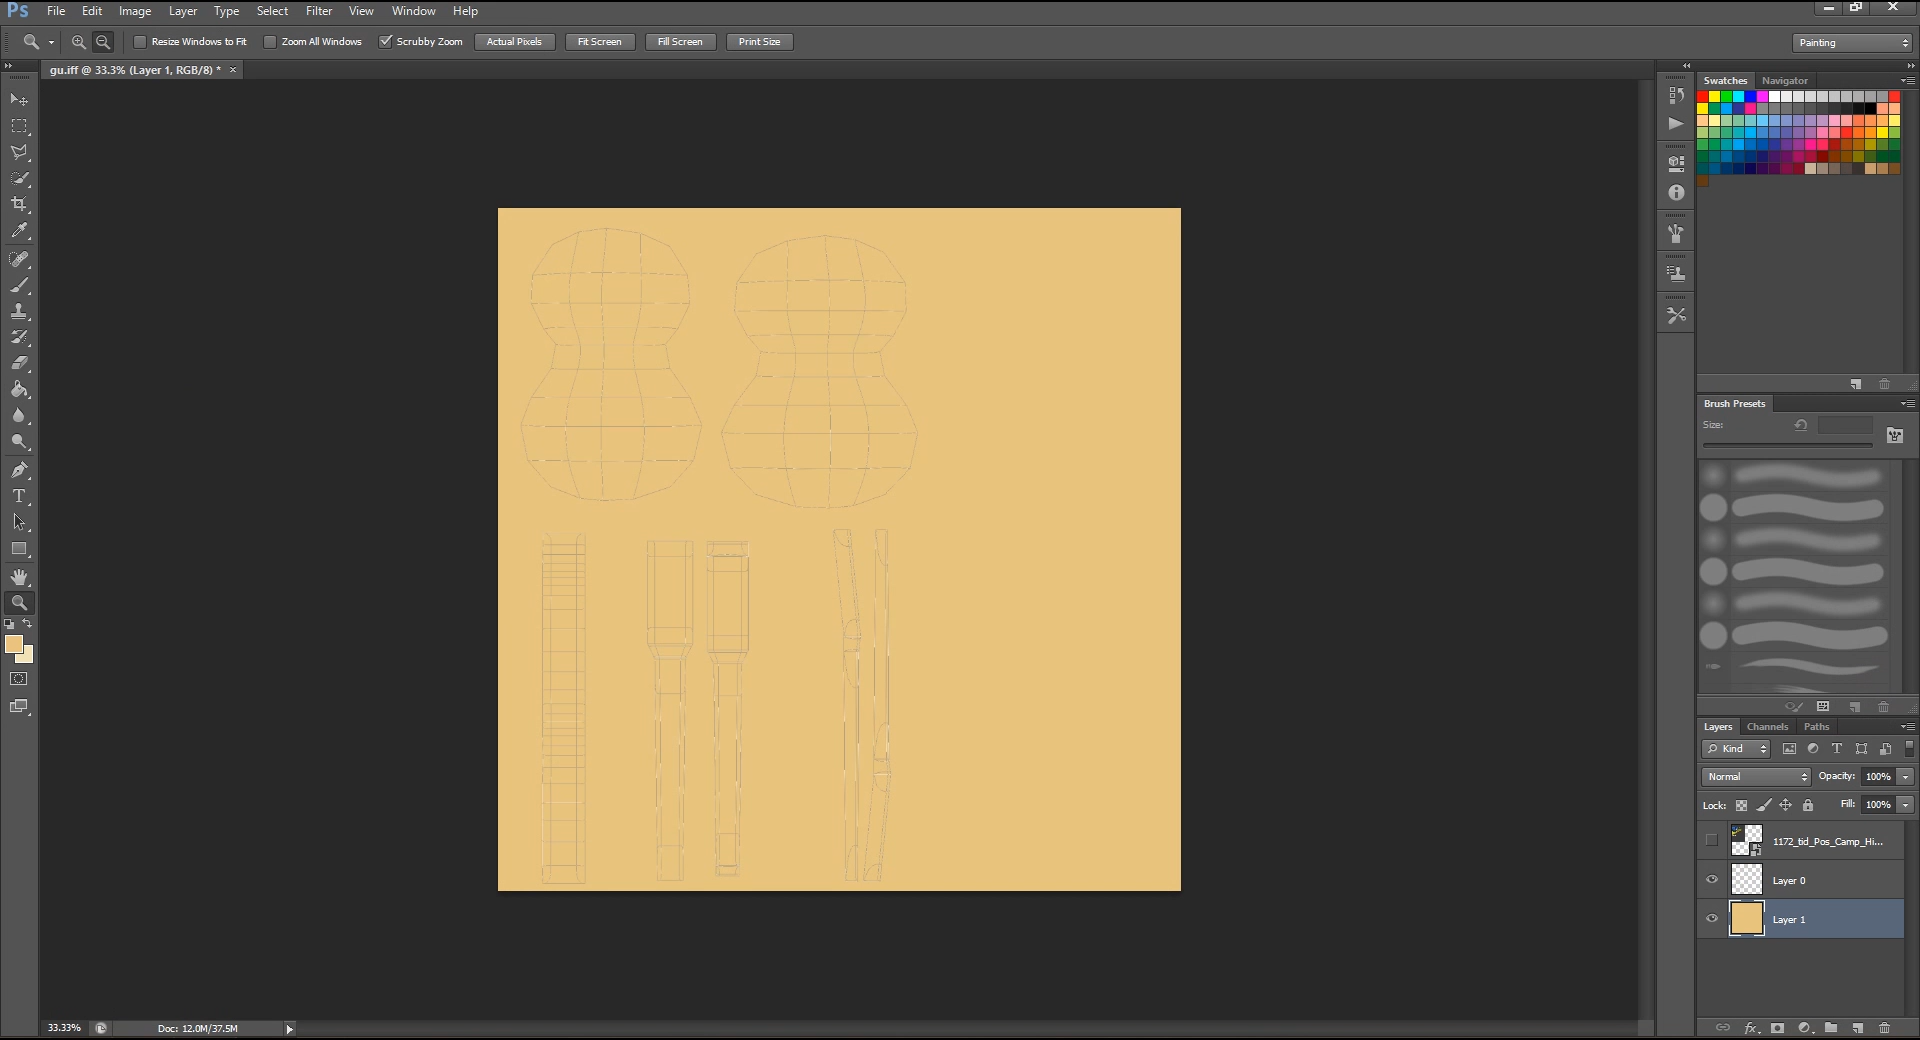 Ps File Edit Image Layer Type Select Filter View Window Help
Resize Windows to Fit Zoom All Windows Scrubby Zoom Actual Pixels Fit Screen Fill Screen Print Size Painting
gu.iff @ 33.3% (Layer 1, RGB/8) * ×
Swatches Navigator
Brush Presets
Size:
Layers Channels Paths
Kind
Normal Opacity: 100%
Lock: Fill: 100%
1172_tid_Pos_Camp_Hi...
Layer 0
Layer 1
33.33% Doc: 12.0M/37.5M